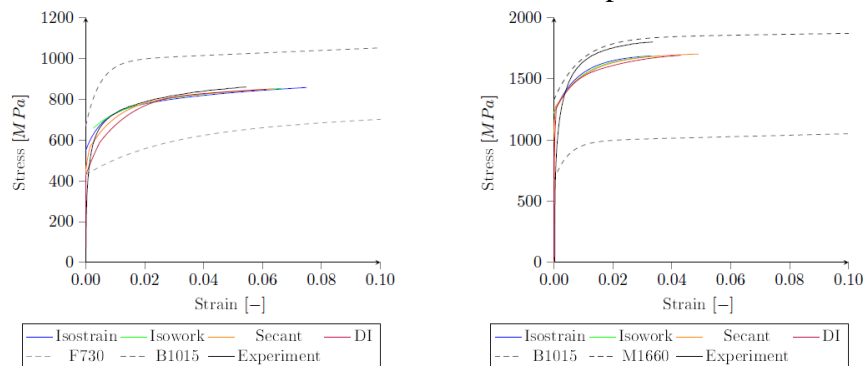 1200
1000
800
600
400
200
0
Stress [MPa]
0.00 0.02 0.04 0.06 0.08 0.10
Strain [−]
Isostrain Isowork Secant DI
F730 B1015 Experiment
2000
1500
1000
500
0
Stress [MPa]
0.00 0.02 0.04 0.06 0.08 0.10
Strain [−]
Isostrain Isowork Secant DI
B1015 M1660 Experiment